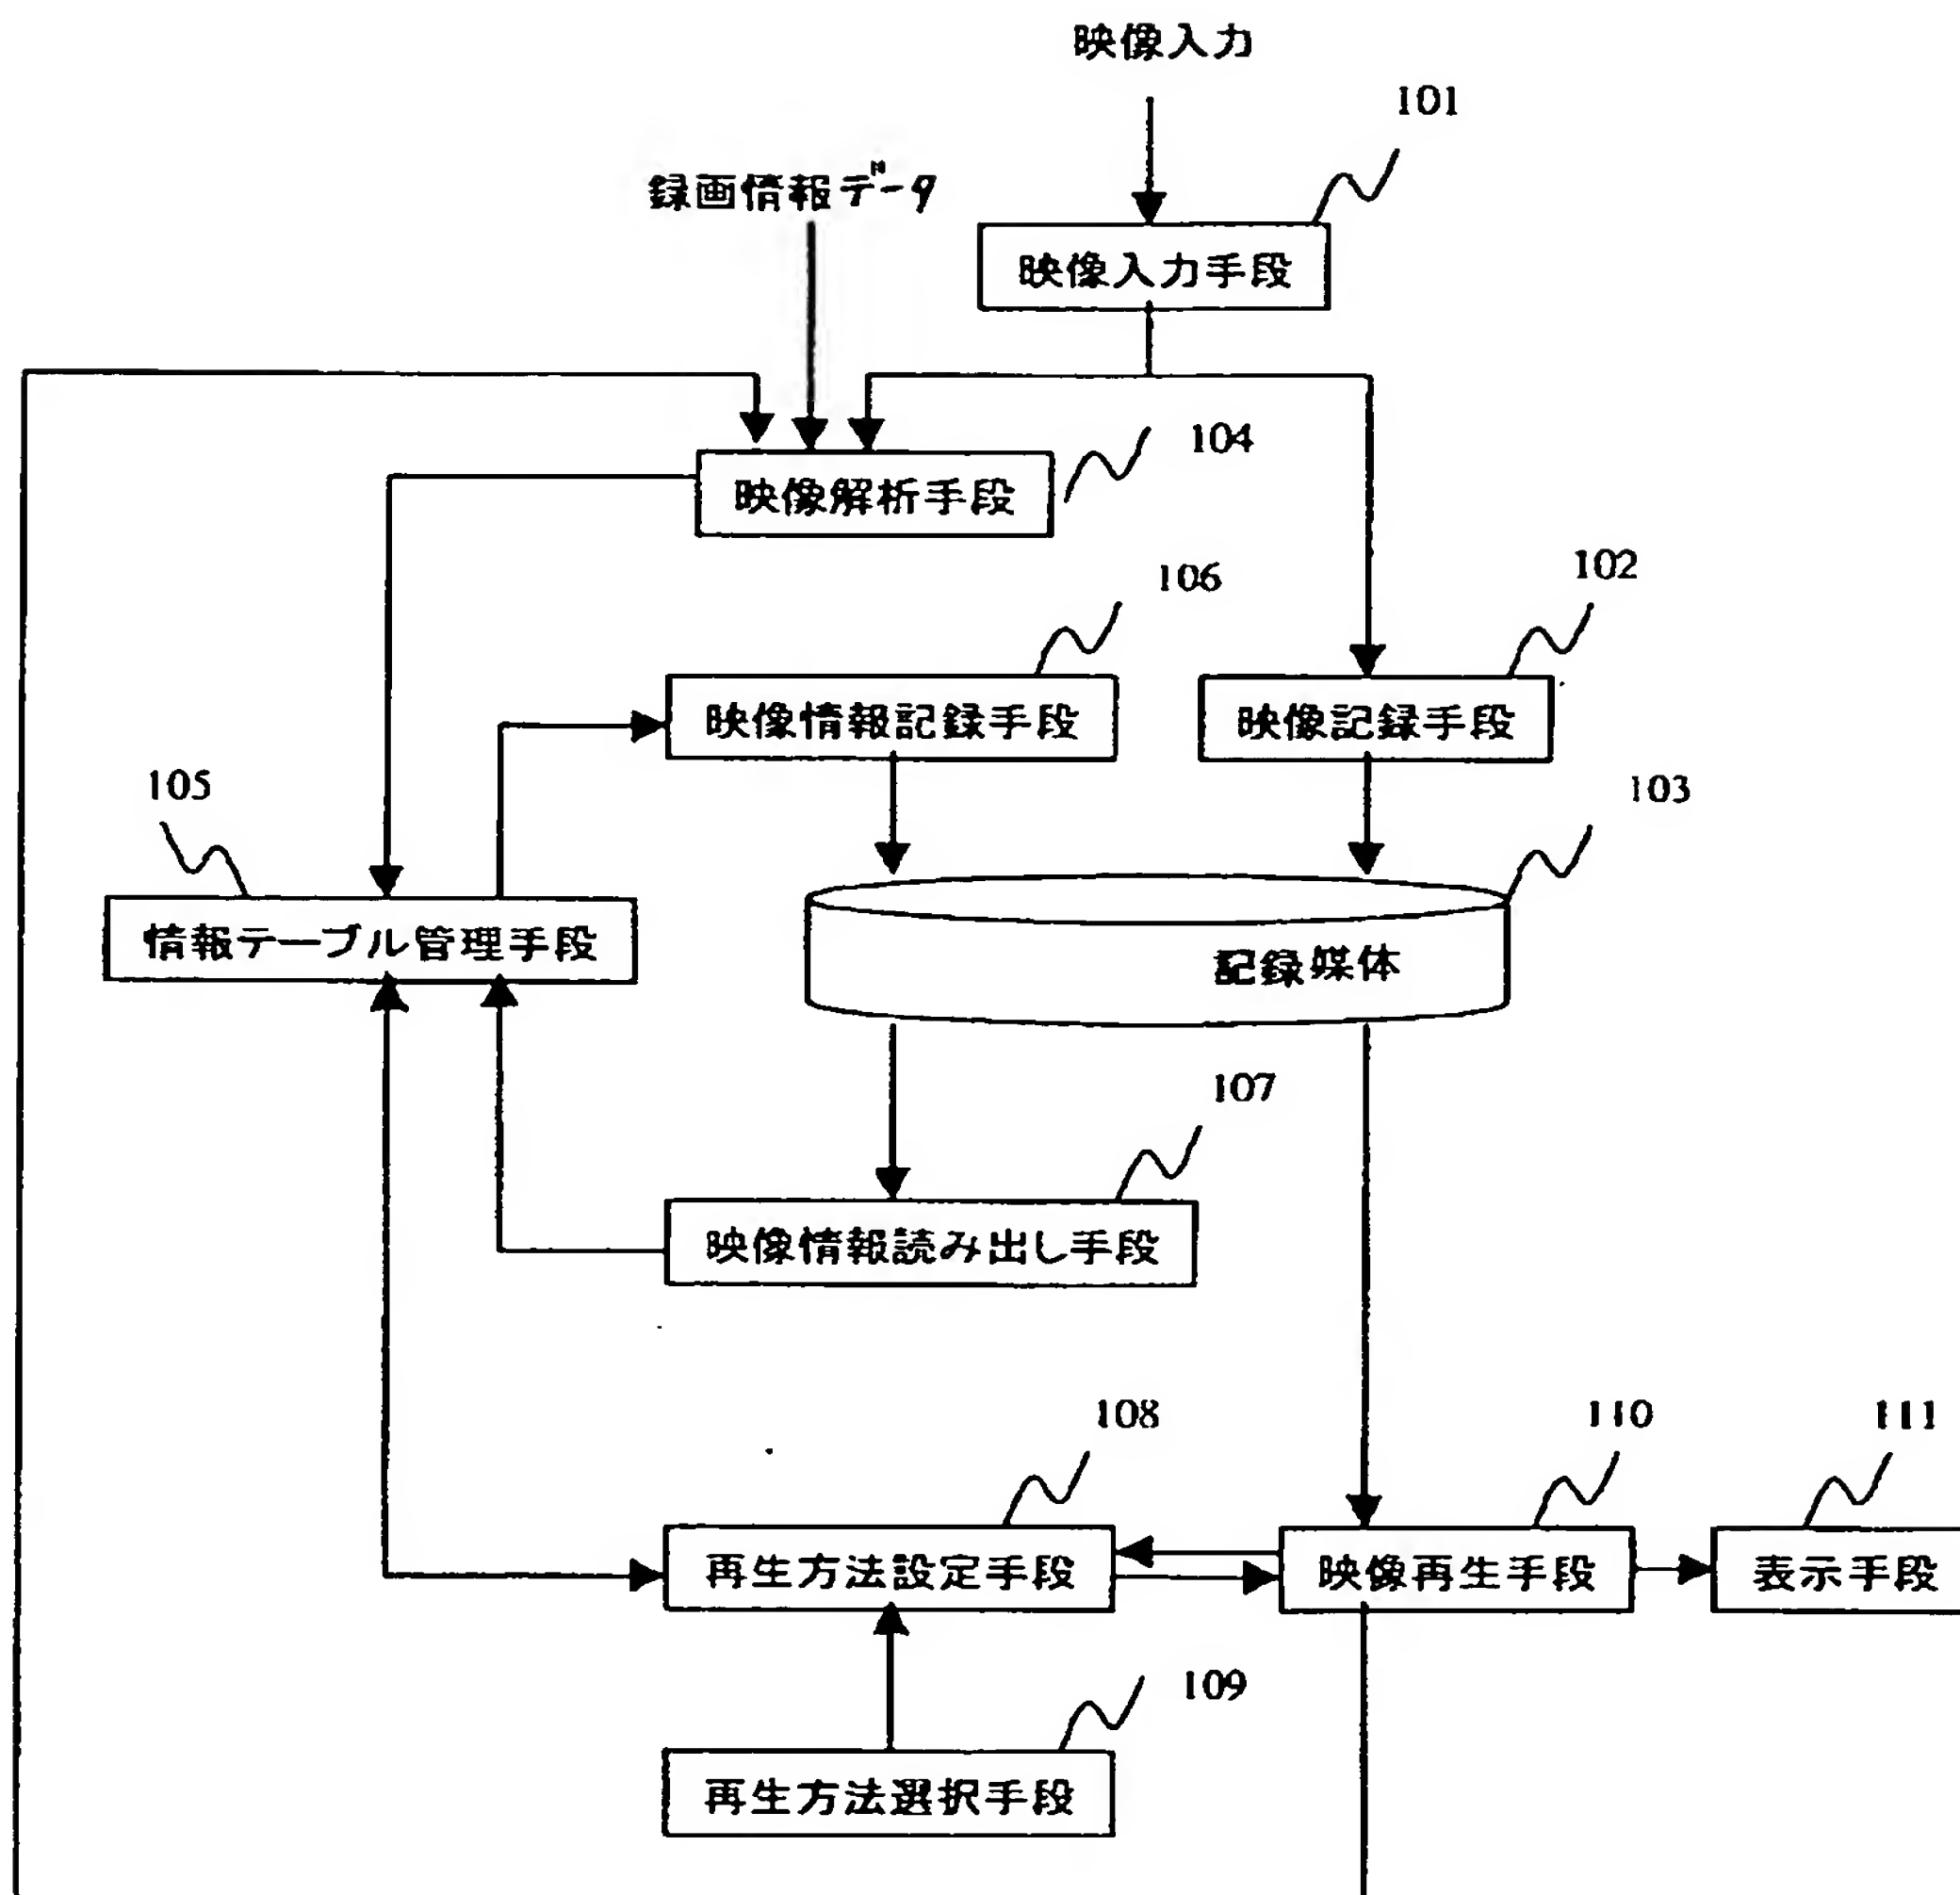 映像入力
101
録画情報データ
映像入力手段
104
映像解析手段
106
102
映像情報記録手段
映像記録手段
105
103
情報テーブル管理手段
記録媒体
107
映像情報読み出し手段
108
110
111
再生方法設定手段
映像再生手段
表示手段
109
再生方法選択手段